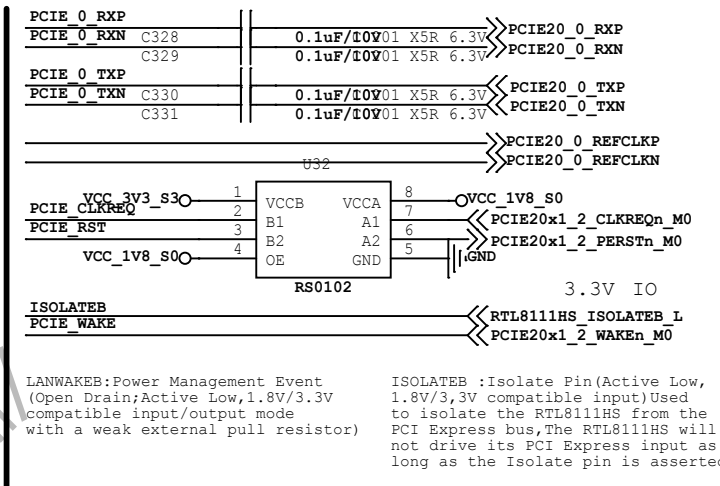 PCIE_0_RXP
PCIE_0_RXN C328 0.1uF/10V 0201 X5R 6.3V PCIE20_0_RXP
C329 0.1uF/10V 0201 X5R 6.3V PCIE20_0_RXN
PCIE_0_TXP
PCIE_0_TXN C330 0.1uF/10V 0201 X5R 6.3V PCIE20_0_TXP
C331 0.1uF/10V 0201 X5R 6.3V PCIE20_0_TXN
PCIE20_0_REFCLKP
PCIE20_0_REFCLKN
U32
VCC_3V3_S3 1 VCCB VCCA 8 VCC_1V8_S0
PCIE_CLKREQ 2 B1 A1 7 PCIE20x1_2_CLKREQn_M0
PCIE_RST 3 B2 A2 6 PCIE20x1_2_PERSTn_M0
VCC_1V8_S0 4 OE GND 5 GND
RS0102
3.3V IO
ISOLATEB RTL8111HS_ISOLATEB_L
PCIE_WAKE PCIE20x1_2_WAKEn_M0
LANWAKEB:Power Management Event
(Open Drain;Active Low,1.8V/3.3V
compatible input/output mode
with a weak external pull resistor)
ISOLATEB :Isolate Pin(Active Low,
1.8V/3,3V compatible input)Used
to isolate the RTL8111HS from the
PCI Express bus,The RTL8111HS will
not drive its PCI Express input as
long as the Isolate pin is asserted